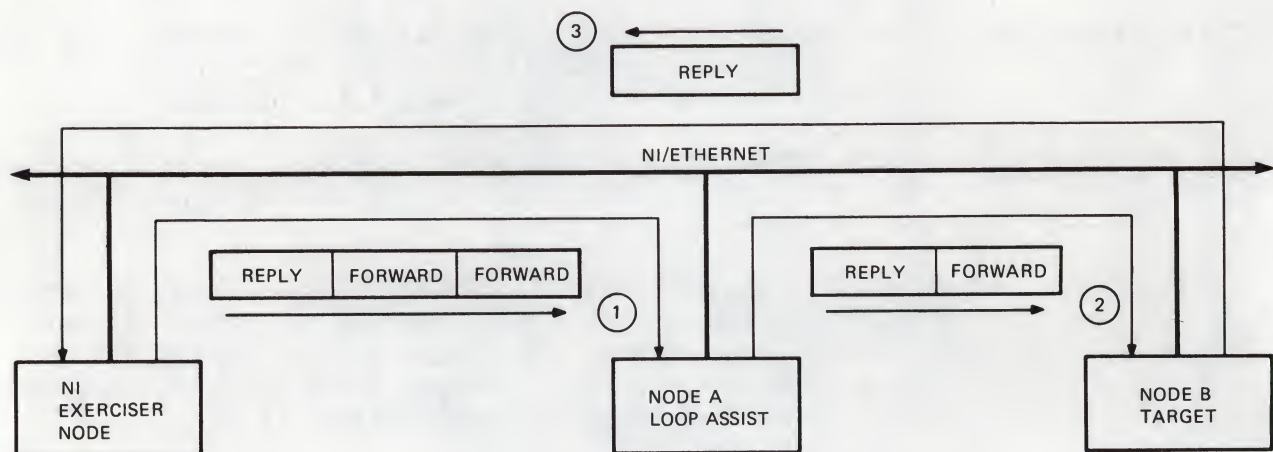 3
REPLY
NI/ETHERNET
REPLY FORWARD FORWARD
REPLY FORWARD
1
2
NI
EXERCISER
NODE
NODE A
LOOP ASSIST
NODE B
TARGET